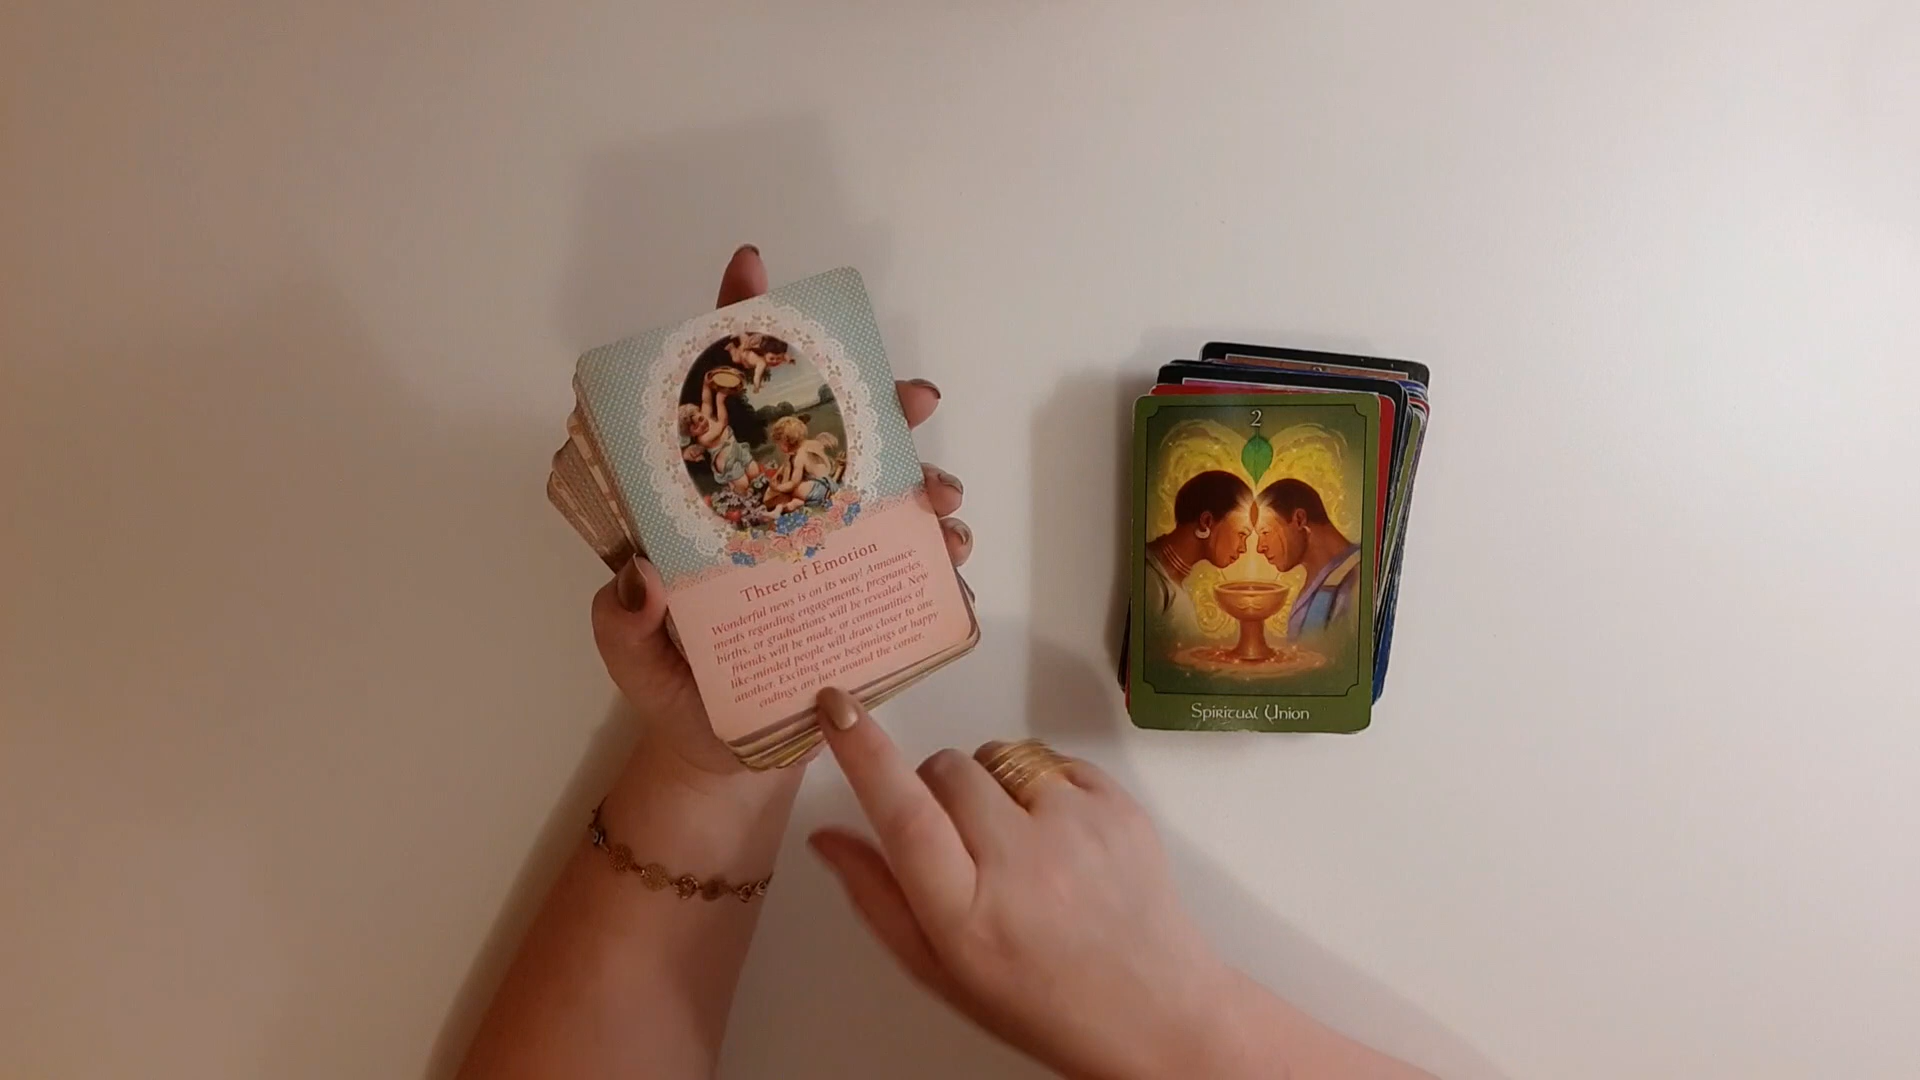 Three of Emotion
Wonderful news is on its way! Announce-
ments regarding engagements, pregnancies,
births, or graduations will be revealed. New
friends will be made, or communities of
like-minded people will draw closer to one
another. Exciting new beginnings or happy
endings are just around the corner.
2
Spiritual Union